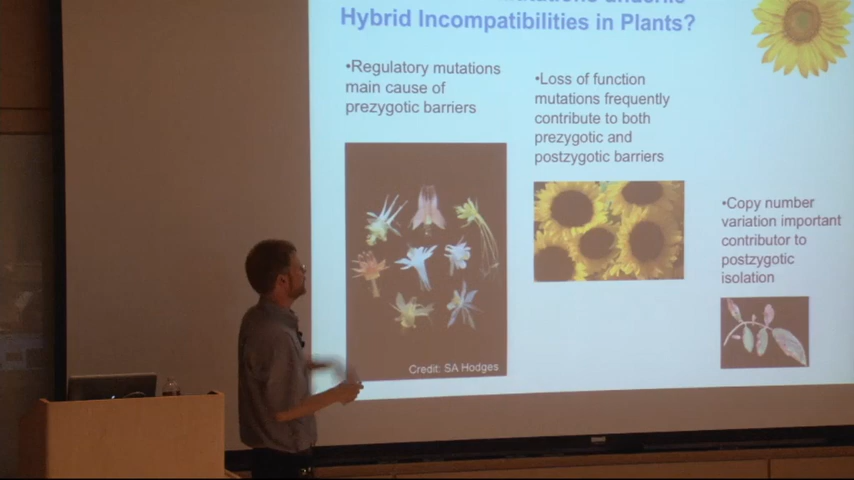 Hybrid Incompatibilities in Plants?
•Regulatory mutations
main cause of
prezygotic barriers
•Loss of function
mutations frequently
contribute to both
prezygotic and
postzygotic barriers
•Copy number
variation important
contributor to
postzygotic
isolation
Credit: SA Hodges